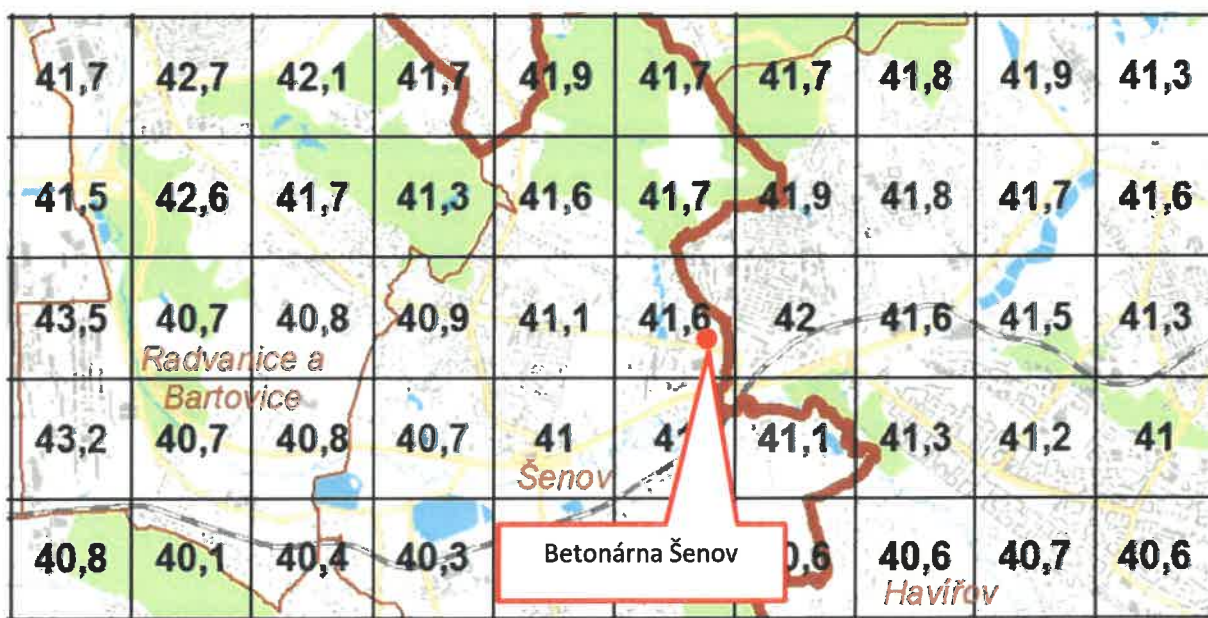 41,7 42,7 42,1 41,7 41,9 41,7 41,7 41,8 41,9 41,3
41,5 42,6 41,7 41,3 41,6 41,7 41,9 41,8 41,7 41,6
43,5 40,7 40,8 40,9 41,1 41,6 42 41,6 41,5 41,3
Radvanice a
Bartovice
43,2 40,7 40,8 40,7 41 41,1 41,3 41,2 41
Šenov
Betonárna Šenov
40,8 40,1 40,4 40,3 40,6 40,7 40,6
Havířov